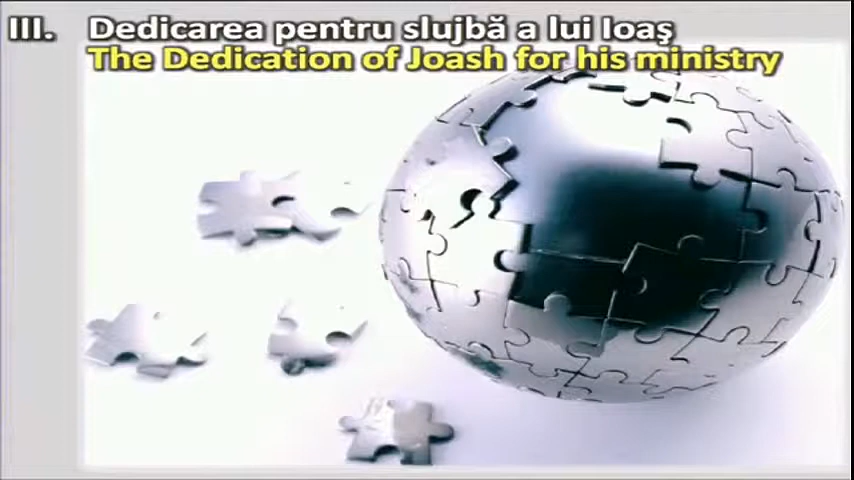 III. Dedicarea pentru slujbă a lui Ioaş
The Dedication of Joash for his ministry